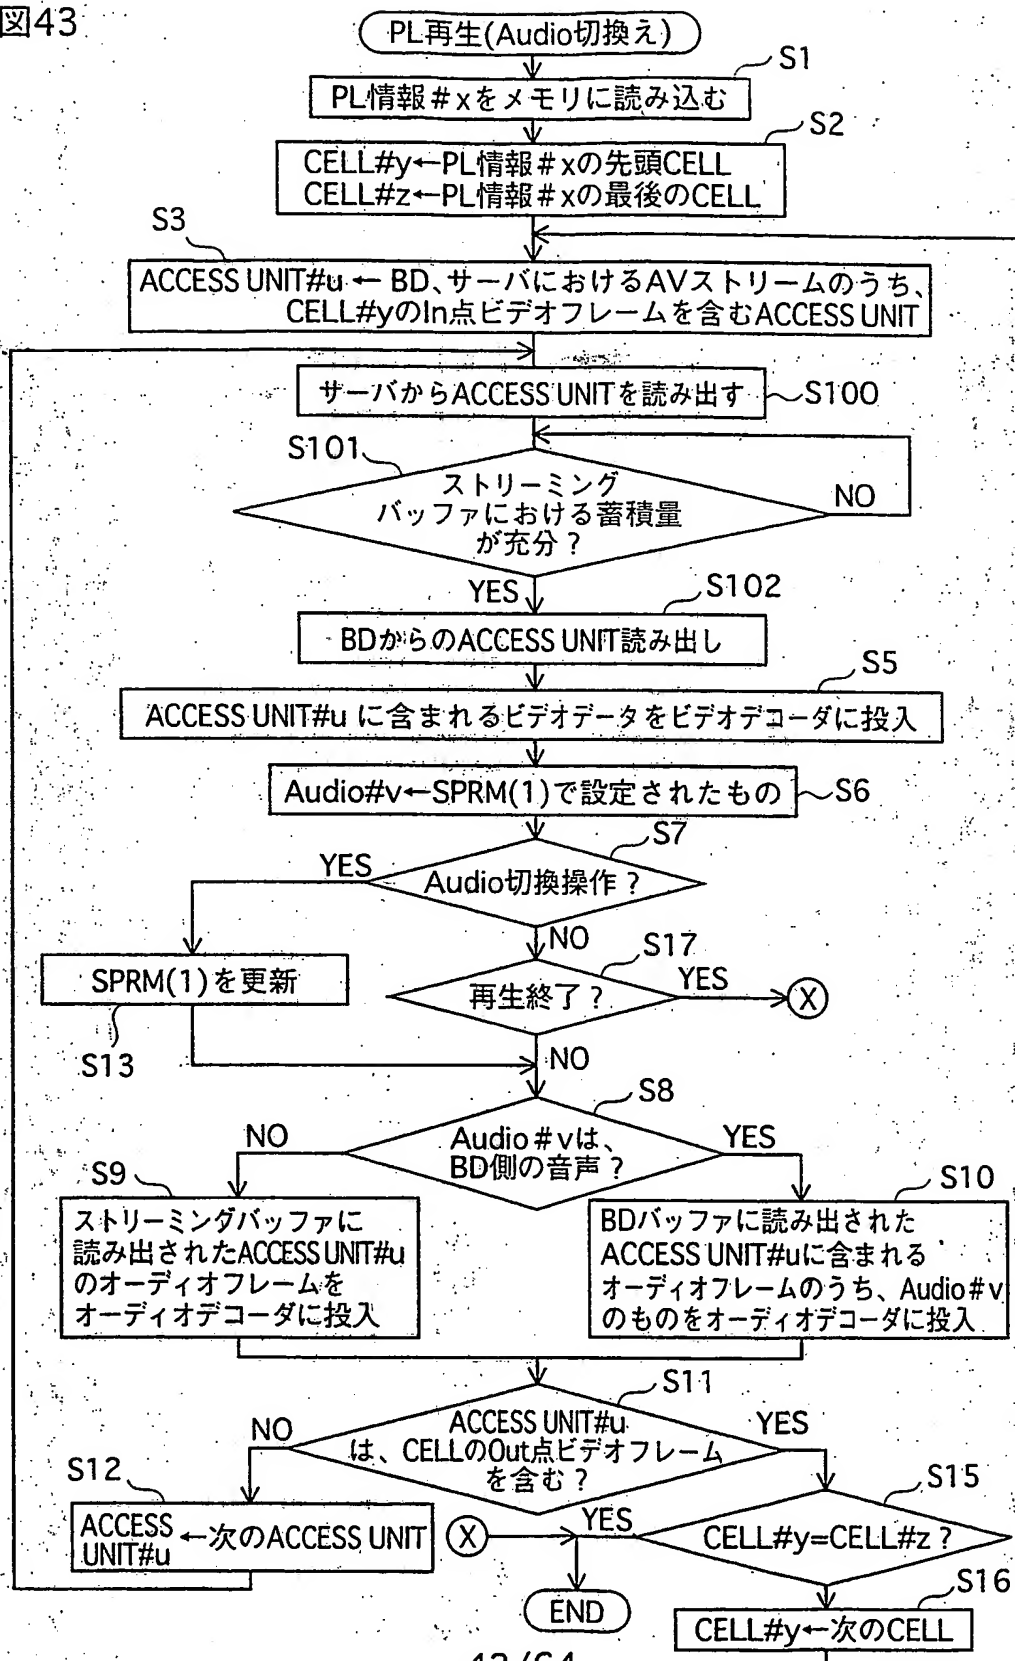 図43
PL再生(Audio切換え)
S1
PL情報#xをメモリに読み込む
S2
CELL#y←PL情報#xの先頭CELL
CELL#z←PL情報#xの最後のCELL
S3
ACCESS UNIT#u ← BD、サーバにおけるAVストリームのうち、
CELL#yのIn点ビデオフレームを含むACCESS UNIT
サーバからACCESS UNITを読み出す
S100
S101
ストリーミング
バッファにおける蓄積量
が充分?
NO
YES
S102
BDからのACCESS UNIT読み出し
S5
ACCESS UNIT#u に含まれるビデオデータをビデオデコーダに投入
Audio#v←SPRM(1)で設定されたもの
S6
S7
YES
Audio切換操作?
NO
S17
SPRM(1)を更新
再生終了?
YES
X
S13
NO
S8
NO
Audio#vは、
BD側の音声?
YES
S9
ストリーミングバッファに
読み出されたACCESS UNIT#u
のオーディオフレームを
オーディオデコーダに投入
S10
BDバッファに読み出された
ACCESS UNIT#uに含まれる
オーディオフレームのうち、Audio#v
のものをオーディオデコーダに投入
S11
NO
ACCESS UNIT#u
は、CELLのOut点ビデオフレーム
を含む?
YES
S12
ACCESS
UNIT#u
←次のACCESS UNIT
X
YES
S15
CELL#y=CELL#z?
END
S16
CELL#y←次のCELL